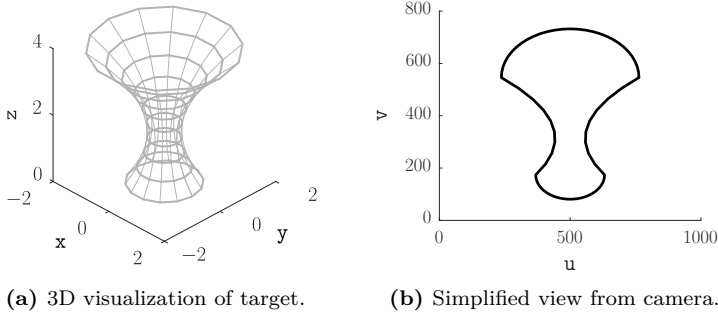 4
2
0
z
−2
0
2
x
−2
0
2
y
800
600
400
200
0
v
0
500
1000
u
(a) 3D visualization of target.
(b) Simplified view from camera.